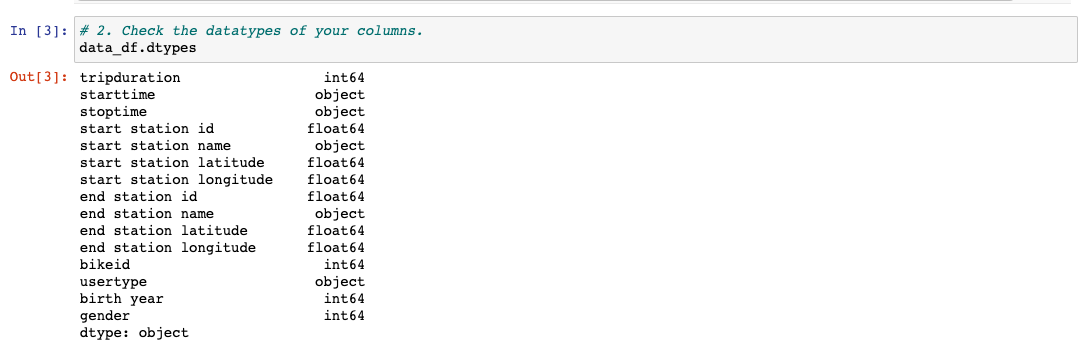 In [3]: # 2. Check the datatypes of your columns.
data_df.dtypes
Out[3]: tripduration int64
starttime object
stoptime object
start station id float64
start station name object
start station latitude float64
start station longitude float64
end station id float64
end station name object
end station latitude float64
end station longitude float64
bikeid int64
usertype object
birth year int64
gender int64
dtype: object